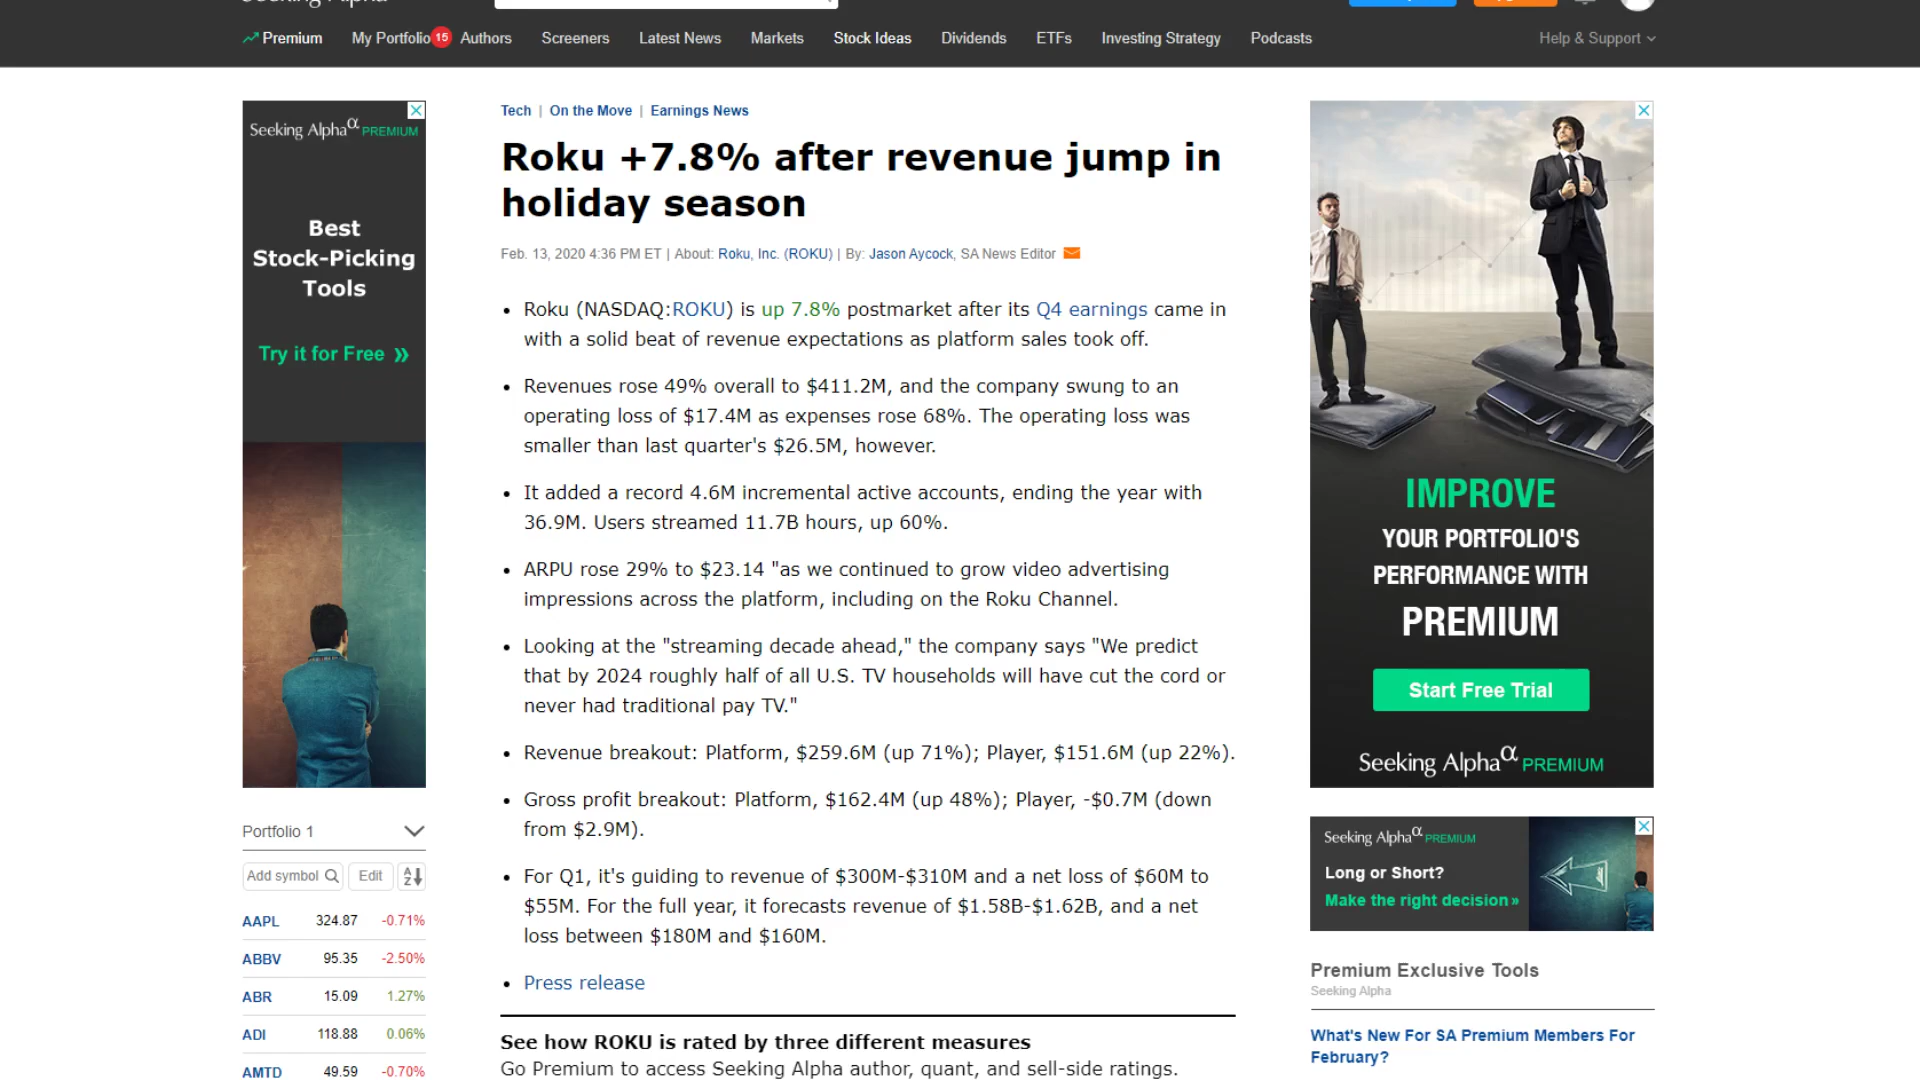 Seeking Alpha
Premium My Portfolio 15 Authors Screeners Latest News Markets Stock Ideas Dividends ETFs Investing Strategy Podcasts Help & Support
Seeking Alpha α PREMIUM
Best
Stock-Picking
Tools
Try it for Free »
Portfolio 1
Add symbol Edit A Z
AAPL 324.87 -0.71%
ABBV 95.35 -2.50%
ABR 15.09 1.27%
ADI 118.88 0.06%
AMTD 49.59 -0.70%
Tech | On the Move | Earnings News
Roku +7.8% after revenue jump in
holiday season
Feb. 13, 2020 4:36 PM ET | About: Roku, Inc. (ROKU) | By: Jason Aycock, SA News Editor
• Roku (NASDAQ:ROKU) is up 7.8% postmarket after its Q4 earnings came in
with a solid beat of revenue expectations as platform sales took off.
• Revenues rose 49% overall to $411.2M, and the company swung to an
operating loss of $17.4M as expenses rose 68%. The operating loss was
smaller than last quarter's $26.5M, however.
• It added a record 4.6M incremental active accounts, ending the year with
36.9M. Users streamed 11.7B hours, up 60%.
• ARPU rose 29% to $23.14 "as we continued to grow video advertising
impressions across the platform, including on the Roku Channel.
• Looking at the "streaming decade ahead," the company says "We predict
that by 2024 roughly half of all U.S. TV households will have cut the cord or
never had traditional pay TV."
• Revenue breakout: Platform, $259.6M (up 71%); Player, $151.6M (up 22%).
• Gross profit breakout: Platform, $162.4M (up 48%); Player, -$0.7M (down
from $2.9M).
• For Q1, it's guiding to revenue of $300M-$310M and a net loss of $60M to
$55M. For the full year, it forecasts revenue of $1.58B-$1.62B, and a net
loss between $180M and $160M.
• Press release
See how ROKU is rated by three different measures
Go Premium to access Seeking Alpha author, quant, and sell-side ratings.
IMPROVE
YOUR PORTFOLIO'S
PERFORMANCE WITH
PREMIUM
Start Free Trial
Seeking Alpha α PREMIUM
Seeking Alpha α PREMIUM
Long or Short?
Make the right decision »
Premium Exclusive Tools
Seeking Alpha
What's New For SA Premium Members For
February?